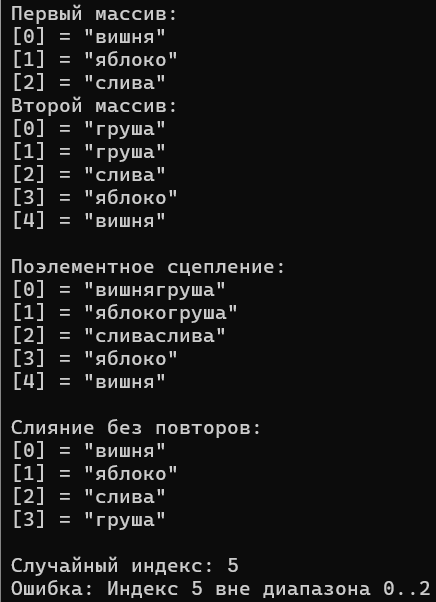 Первый массив:
[0] = "вишня"
[1] = "яблоко"
[2] = "слива"
Второй массив:
[0] = "груша"
[1] = "груша"
[2] = "слива"
[3] = "яблоко"
[4] = "вишня"
Поэлементное сцепление:
[0] = "вишнягруша"
[1] = "яблокогруша"
[2] = "сливаслива"
[3] = "яблоко"
[4] = "вишня"
Слияние без повторов:
[0] = "вишня"
[1] = "яблоко"
[2] = "слива"
[3] = "груша"
Случайный индекс: 5
Ошибка: Индекс 5 вне диапазона 0..2